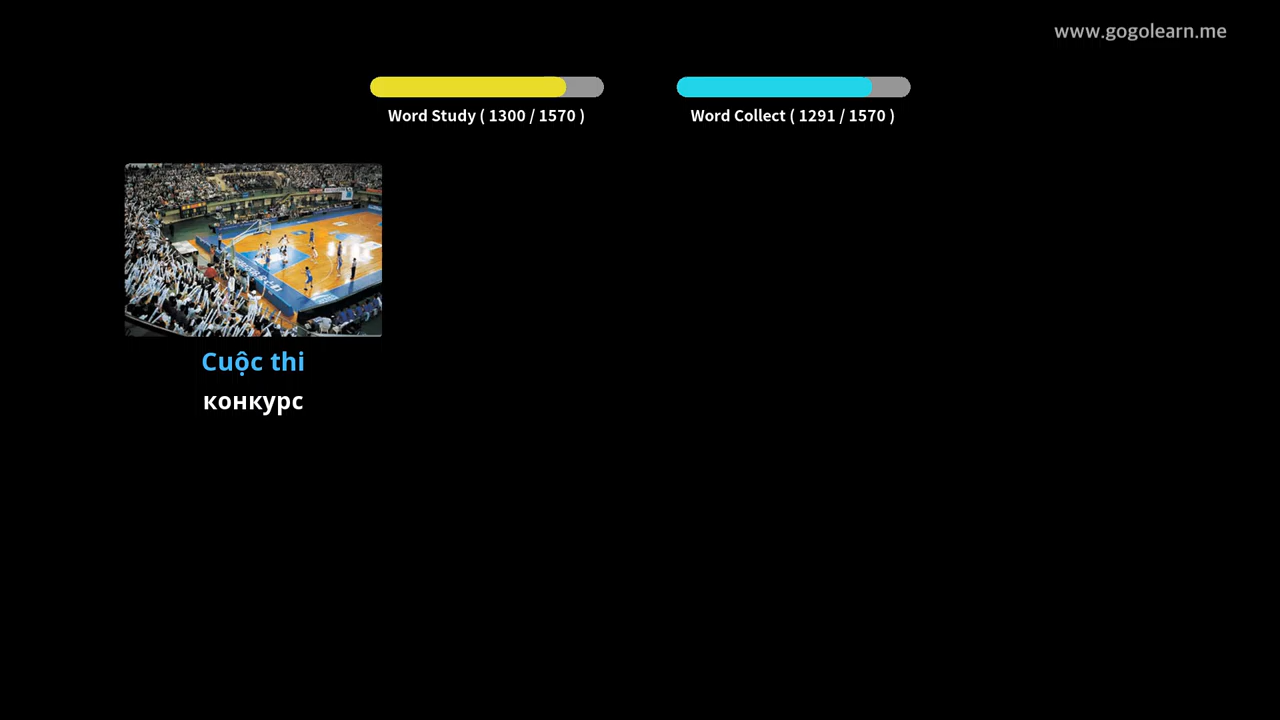 www.gogolearn.me
Word Study ( 1300 / 1570 )
Word Collect ( 1291 / 1570 )
Cuộc thi
конкурс